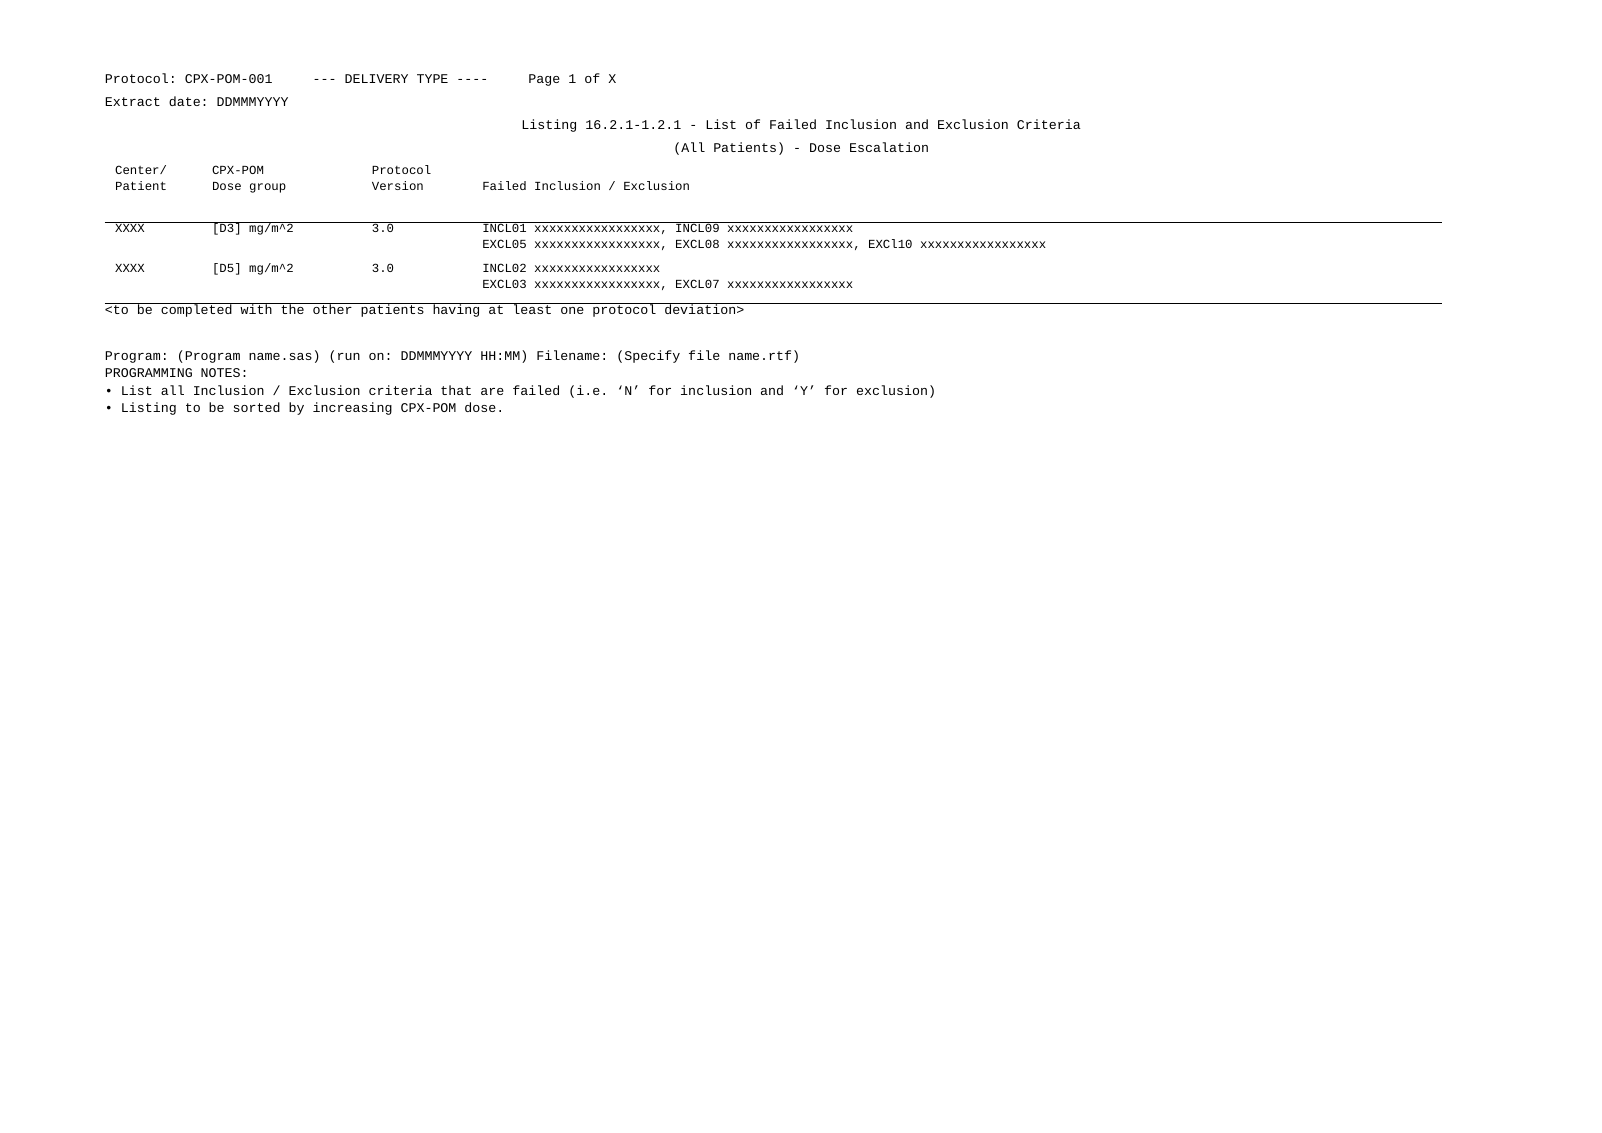 Protocol: CPX-POM-001 --- DELIVERY TYPE ---- Page 1 of X
Extract date: DDMMMYYYY
Listing 16.2.1-1.2.1 - List of Failed Inclusion and Exclusion Criteria
(All Patients) - Dose Escalation
Center/ CPX-POM Protocol
Patient Dose group Version Failed Inclusion / Exclusion
XXXX [D3] mg/m^2 3.0 INCL01 xxxxxxxxxxxxxxxxx, INCL09 xxxxxxxxxxxxxxxxx
EXCL05 xxxxxxxxxxxxxxxxx, EXCL08 xxxxxxxxxxxxxxxxx, EXCl10 xxxxxxxxxxxxxxxxx
XXXX [D5] mg/m^2 3.0 INCL02 xxxxxxxxxxxxxxxxx
EXCL03 xxxxxxxxxxxxxxxxx, EXCL07 xxxxxxxxxxxxxxxxx
<to be completed with the other patients having at least one protocol deviation>
Program: (Program name.sas) (run on: DDMMMYYYY HH:MM) Filename: (Specify file name.rtf)
PROGRAMMING NOTES:
• List all Inclusion / Exclusion criteria that are failed (i.e. ‘N’ for inclusion and ‘Y’ for exclusion)
• Listing to be sorted by increasing CPX-POM dose.